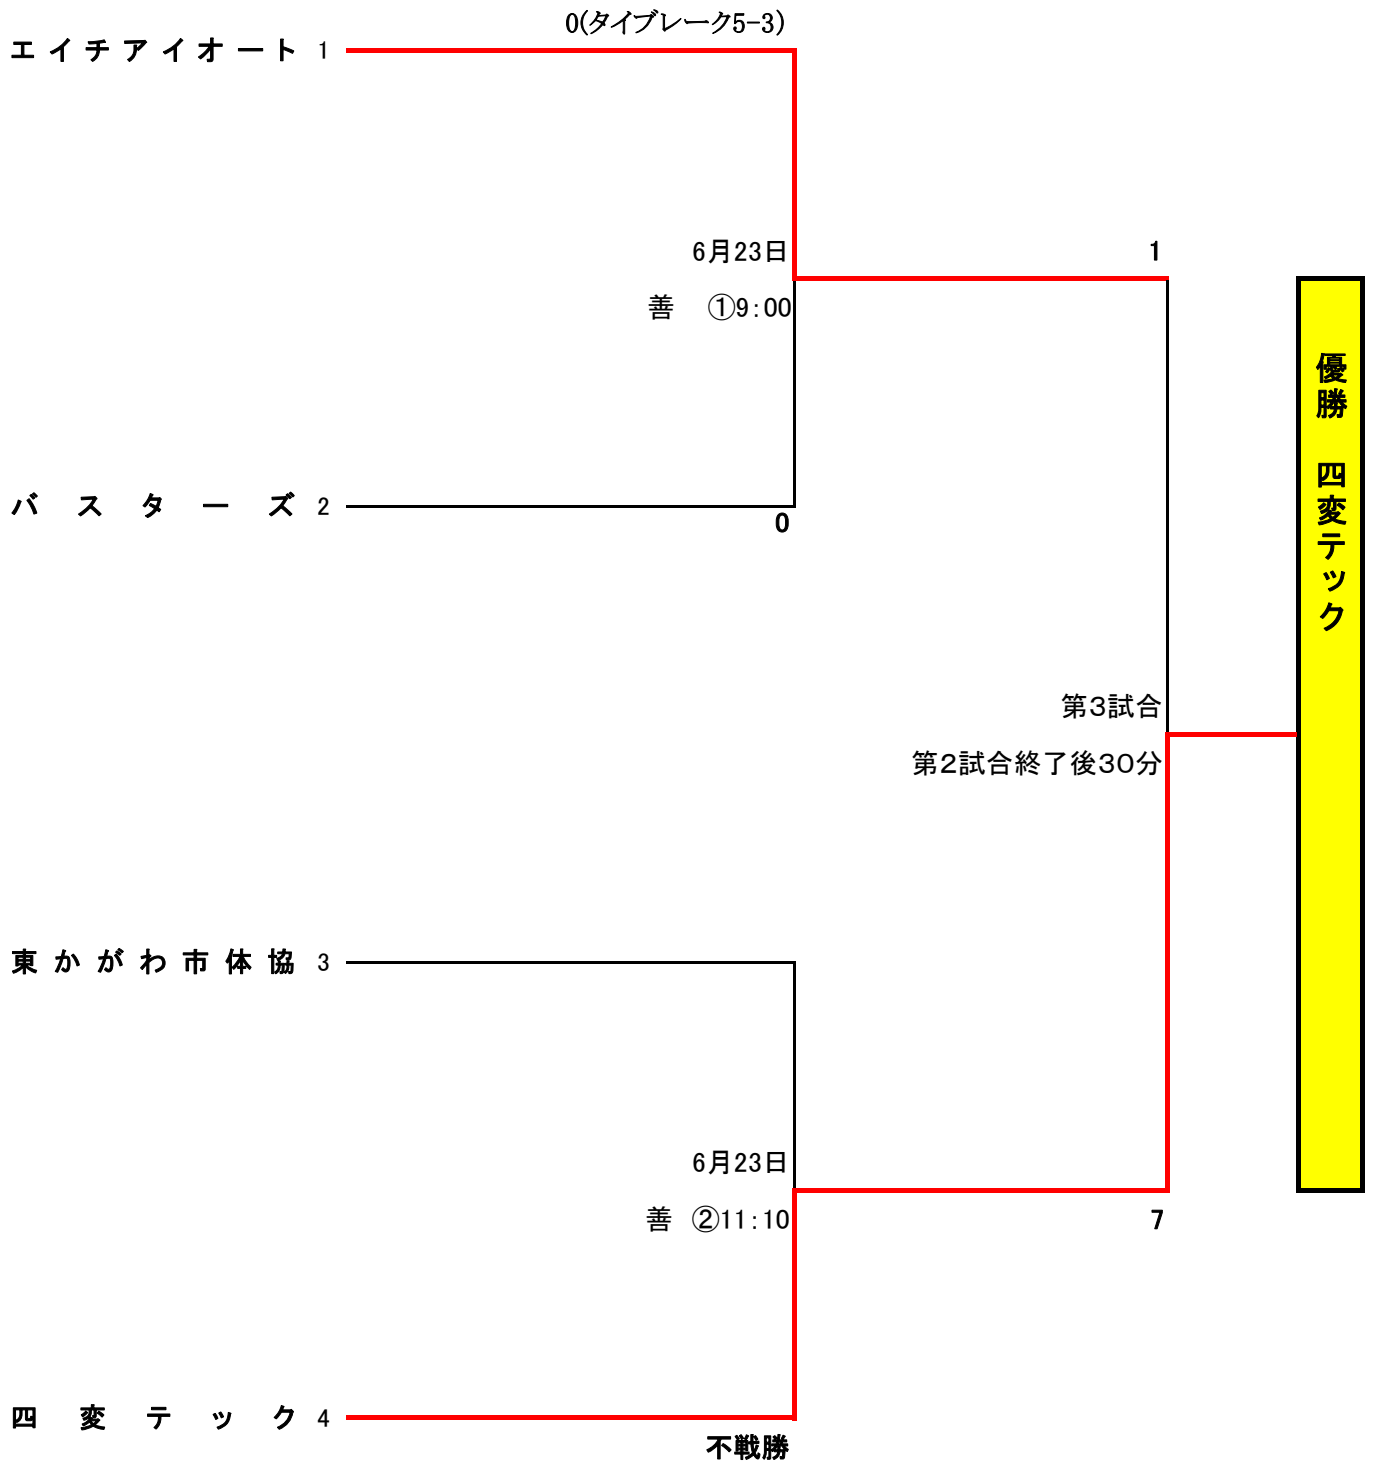 0(タイブレーク5-3)
エイチアイオート 1
6月23日
1
善 ①9:00
優勝 四変テック
バスターズ 2
0
第3試合
第2試合終了後30分
東かがわ市体協 3
6月23日
善 ②11:10
7
四変テック 4
不戦勝